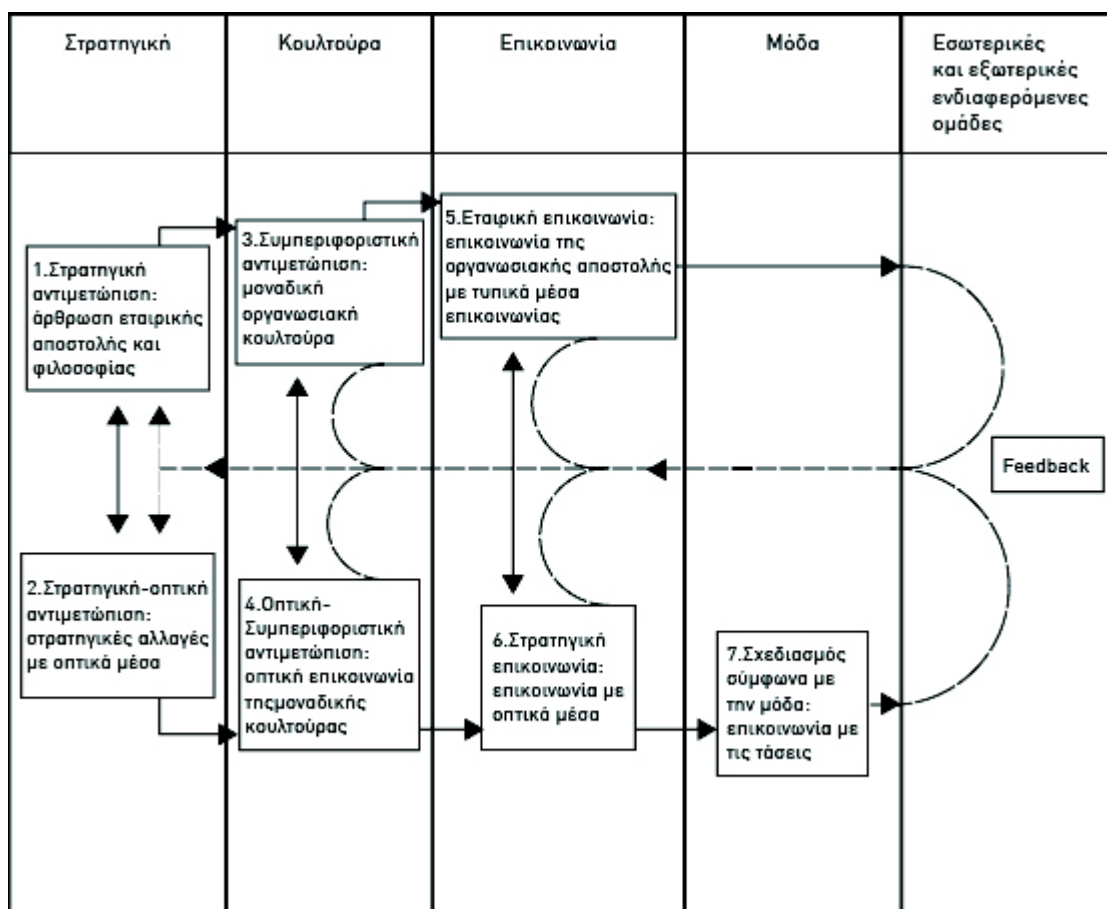 Στρατηγική
Κουλτούρα
Επικοινωνία
Μόδα
Εσωτερικές
και εξωτερικές
ενδιαφερόμενες
ομάδες
1.Στρατηγική
αντιμετώπιση:
άρθρωση εταιρικής
αποστολής και
φιλοσοφίας
3.Συμπεριφοριστική
αντιμετώπιση:
μοναδική
οργανωσιακή
κουλτούρα
5.Εταιρική επικοινωνία:
επικοινωνία της
οργανωσιακής αποστολής
με τυπικά μέσα
επικοινωνίας
Feedback
2.Στρατηγική-οπτική
αντιμετώπιση:
στρατηγικές αλλαγές
με οπτικά μέσα
4.Οπτική-
Συμπεριφοριστική
αντιμετώπιση:
οπτική επικοινωνία
τηςμοναδικής
κουλτούρας
6.Στρατηγική
επικοινωνία:
επικοινωνία με
οπτικά μέσα
7.Σχεδιασμός
σύμφωνα με
την μόδα:
επικοινωνία με
τις τάσεις